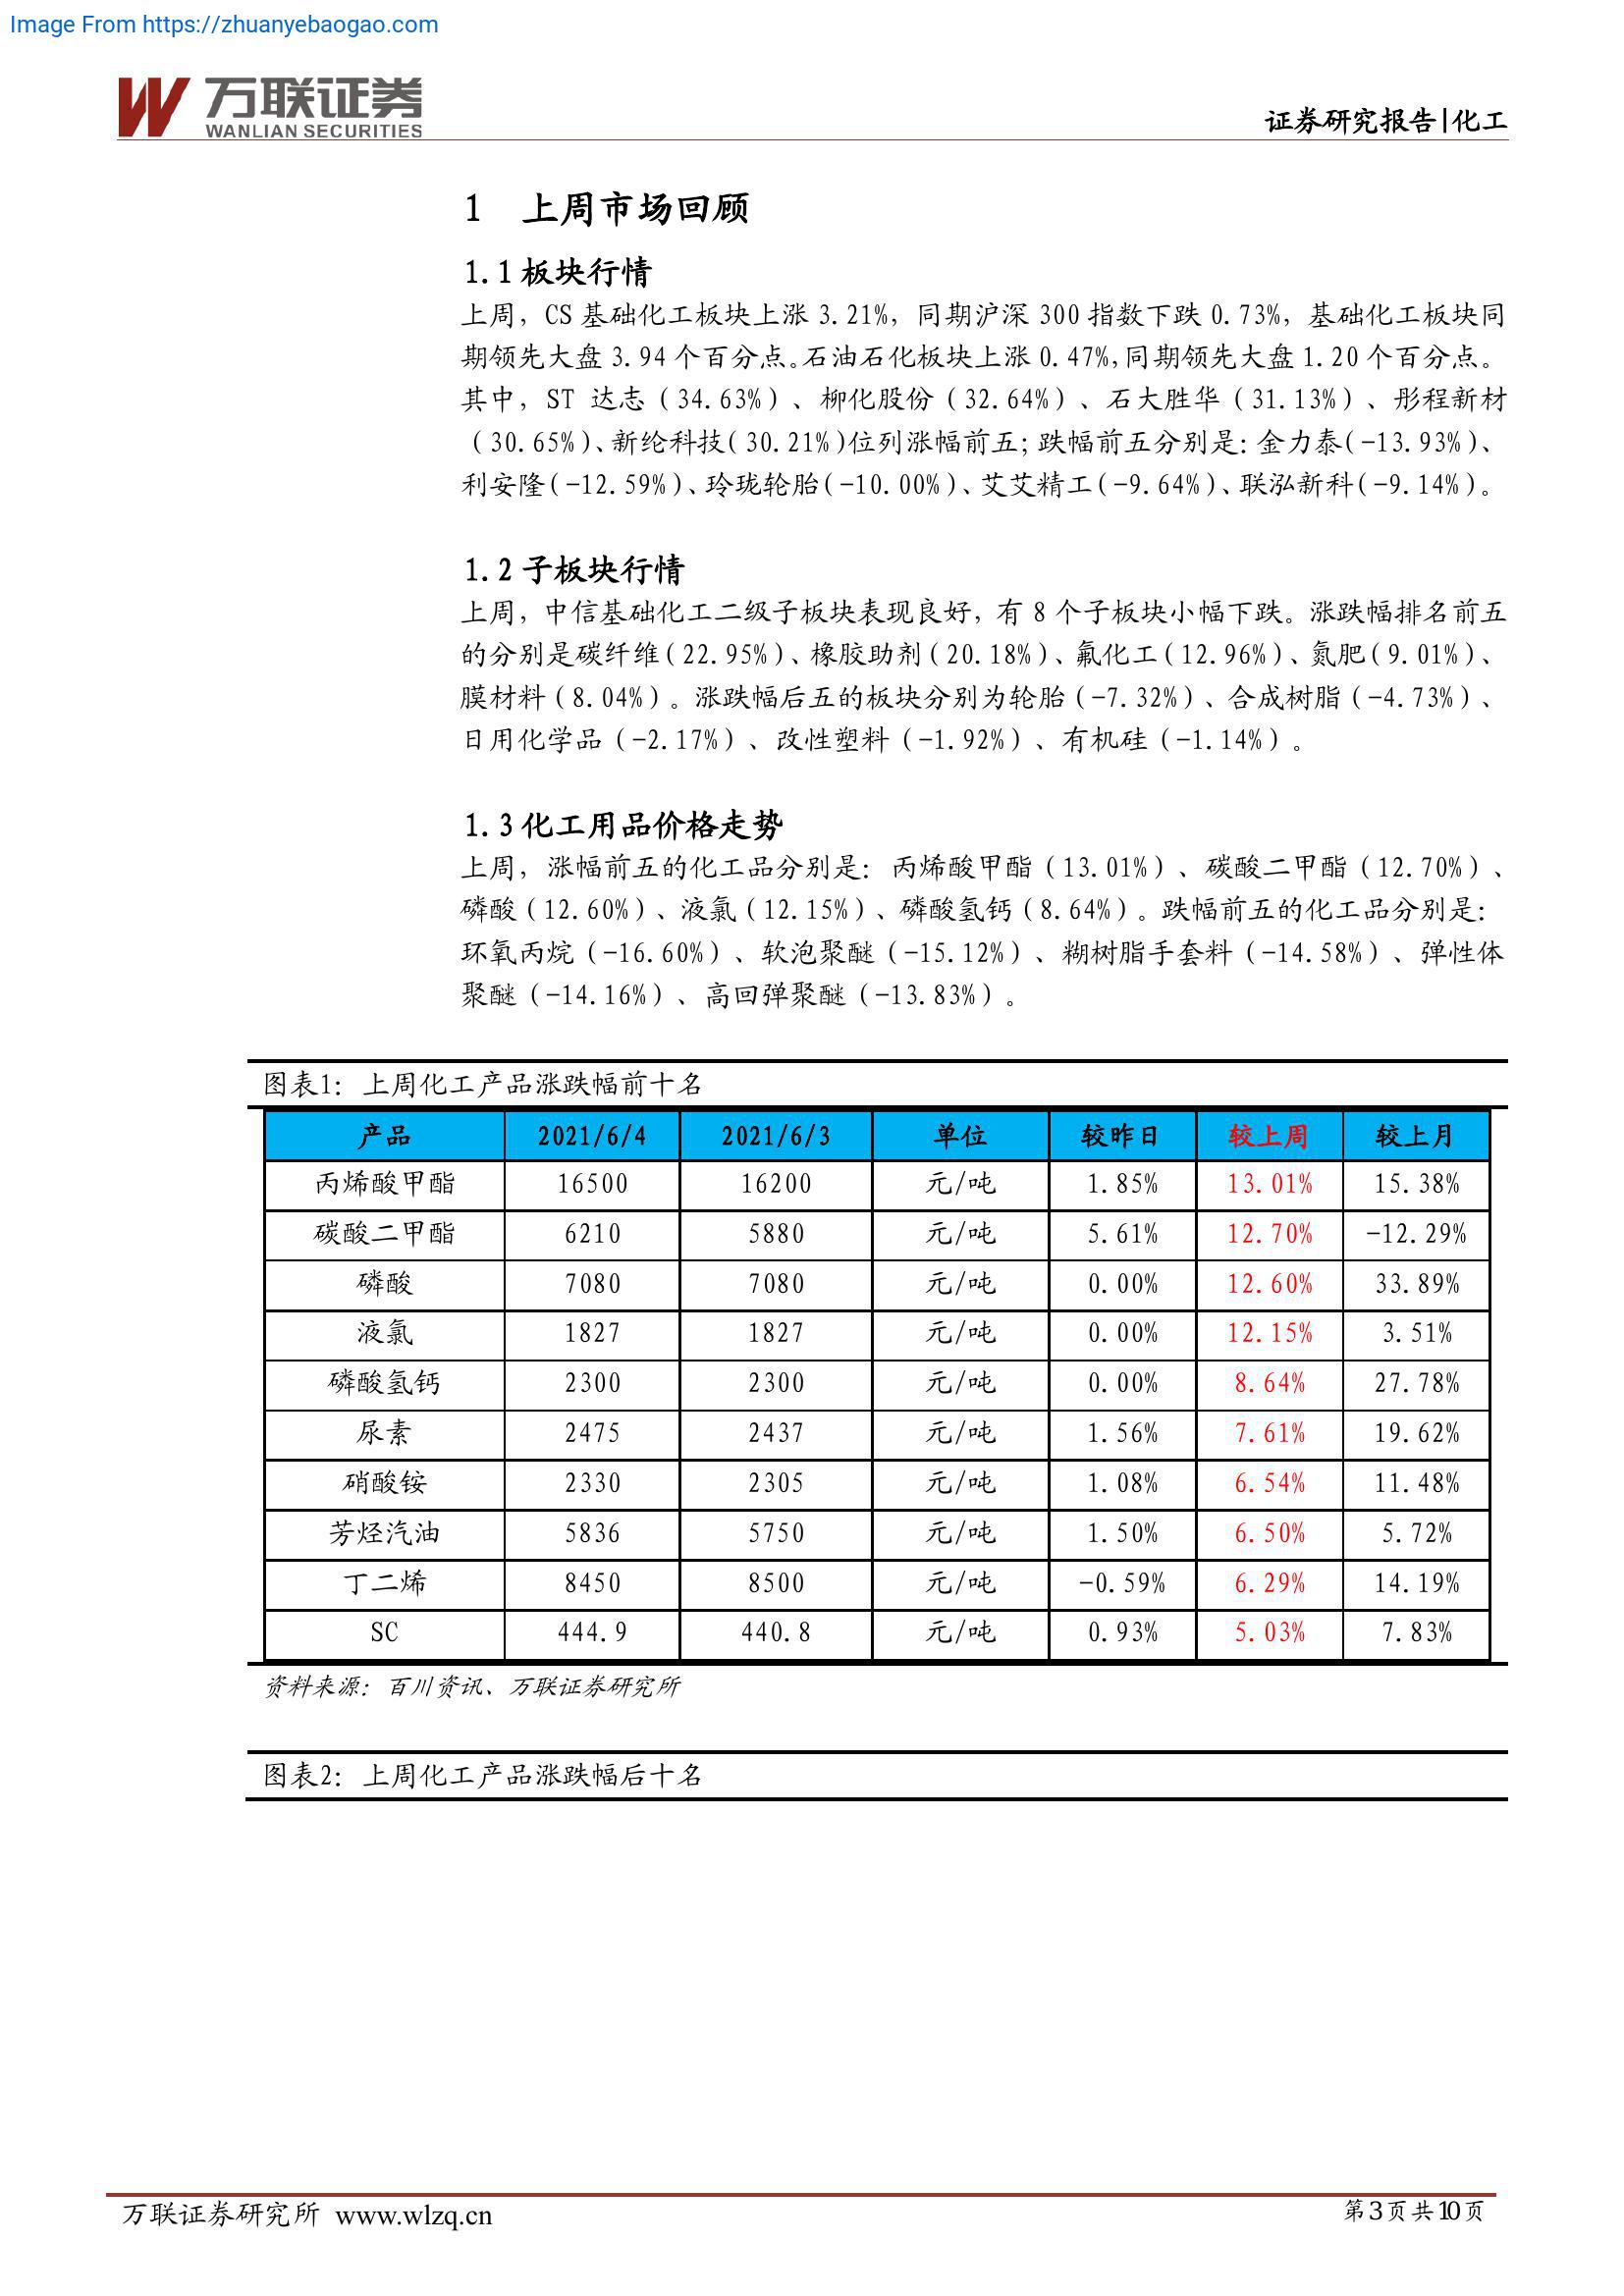 Image From https://zhuanyebaogao.com
万联证券
WANLIAN SECURITIES
证券研究报告|化工
1 上周市场回顾
1.1 板块行情
上周，CS 基础化工板块上涨 3.21%，同期沪深 300 指数下跌 0.73%，基础化工板块同
期领先大盘 3.94 个百分点。石油石化板块上涨 0.47%,同期领先大盘 1.20 个百分点。
其中，ST 达志（34.63%）、柳化股份（32.64%）、石大胜华（31.13%）、彤程新材
（30.65%）、新纶科技（30.21%）位列涨幅前五；跌幅前五分别是：金力泰（-13.93%）、
利安隆（-12.59%）、玲珑轮胎（-10.00%）、艾艾精工（-9.64%）、联泓新科（-9.14%）。
1.2 子板块行情
上周，中信基础化工二级子板块表现良好，有 8 个子板块小幅下跌。涨跌幅排名前五
的分别是碳纤维（22.95%）、橡胶助剂（20.18%）、氟化工（12.96%）、氮肥（9.01%）、
膜材料（8.04%）。涨跌幅后五的板块分别为轮胎（-7.32%）、合成树脂（-4.73%）、
日用化学品（-2.17%）、改性塑料（-1.92%）、有机硅（-1.14%）。
1.3 化工用品价格走势
上周，涨幅前五的化工品分别是：丙烯酸甲酯（13.01%）、碳酸二甲酯（12.70%）、
磷酸（12.60%）、液氯（12.15%）、磷酸氢钙（8.64%）。跌幅前五的化工品分别是：
环氧丙烷（-16.60%）、软泡聚醚（-15.12%）、糊树脂手套料（-14.58%）、弹性体
聚醚（-14.16%）、高回弹聚醚（-13.83%）。
图表1：上周化工产品涨跌幅前十名
产品 2021/6/4 2021/6/3 单位 较昨日 较上周 较上月
丙烯酸甲酯 16500 16200 元/吨 1.85% 13.01% 15.38%
碳酸二甲酯 6210 5880 元/吨 5.61% 12.70% -12.29%
磷酸 7080 7080 元/吨 0.00% 12.60% 33.89%
液氯 1827 1827 元/吨 0.00% 12.15% 3.51%
磷酸氢钙 2300 2300 元/吨 0.00% 8.64% 27.78%
尿素 2475 2437 元/吨 1.56% 7.61% 19.62%
硝酸铵 2330 2305 元/吨 1.08% 6.54% 11.48%
芳烃汽油 5836 5750 元/吨 1.50% 6.50% 5.72%
丁二烯 8450 8500 元/吨 -0.59% 6.29% 14.19%
SC 444.9 440.8 元/吨 0.93% 5.03% 7.83%
资料来源：百川资讯、万联证券研究所
图表2：上周化工产品涨跌幅后十名
万联证券研究所 www.wlzq.cn
第3页共10页